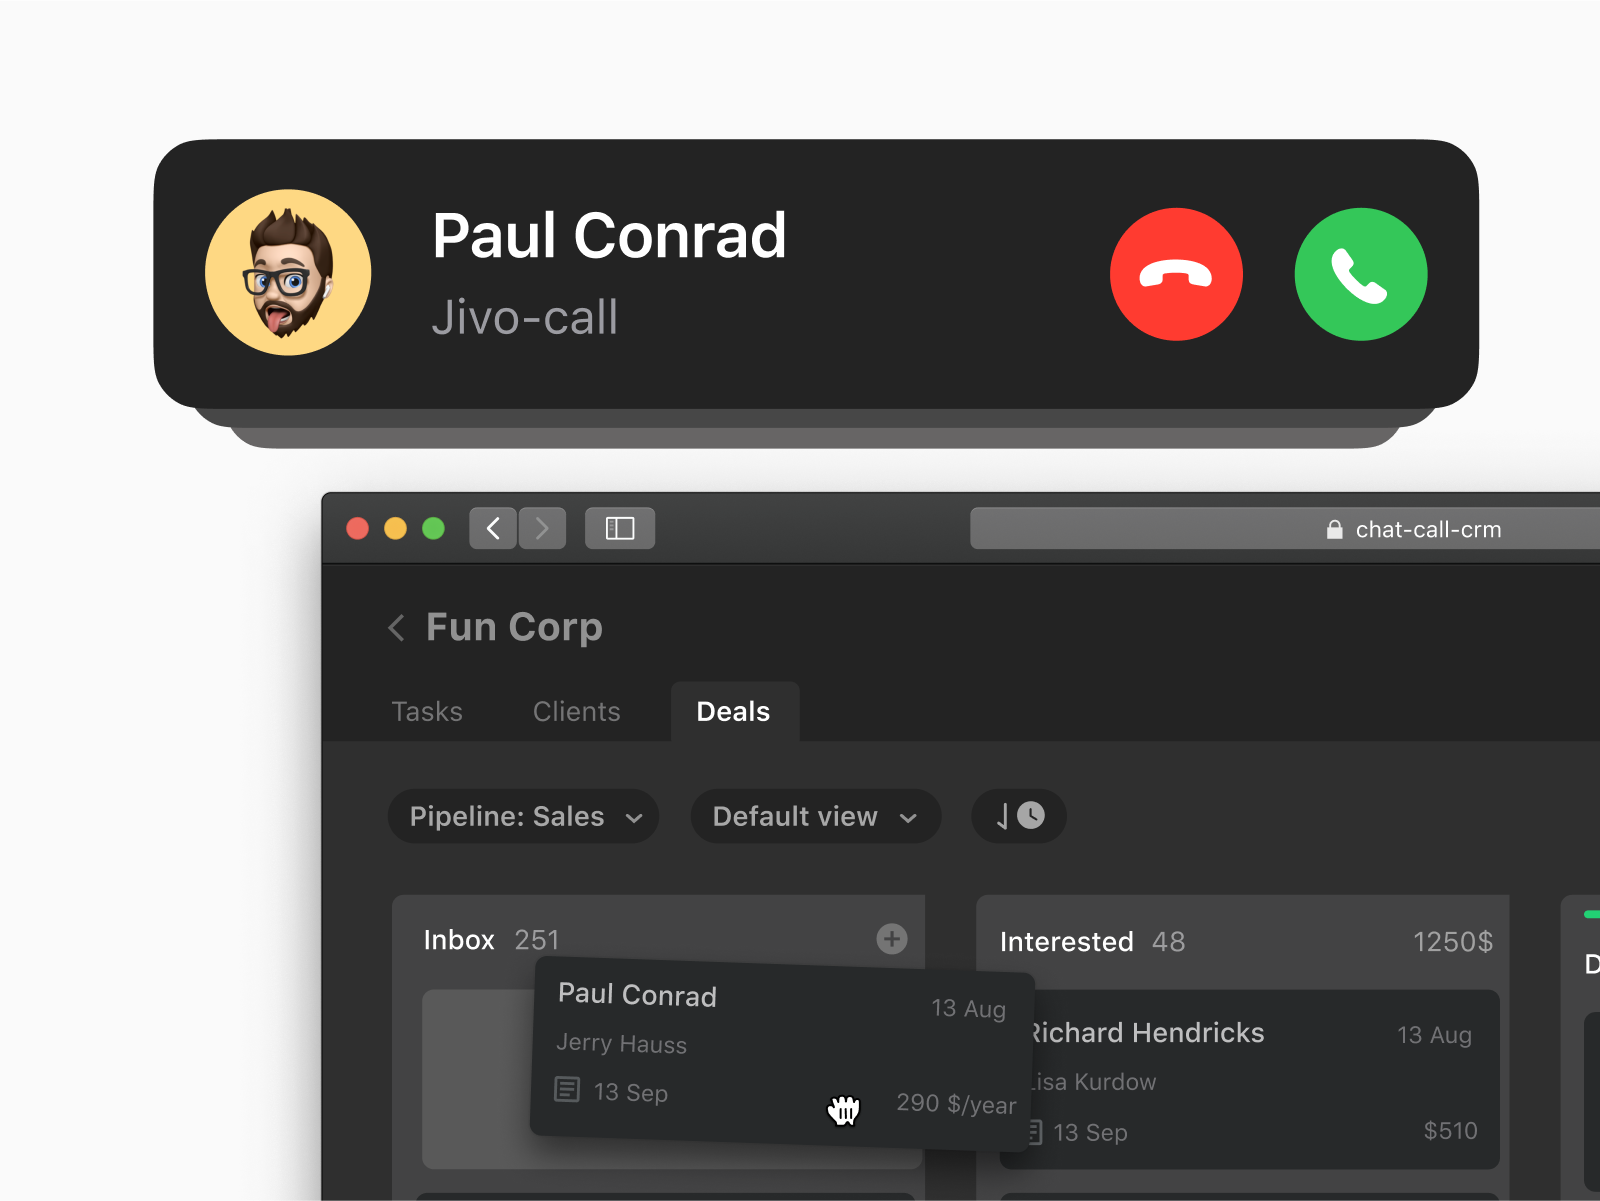 Paul Conrad
Jivo-call
chat-call-crm
Fun Corp
Tasks Clients Deals
Pipeline: Sales Default view
Inbox 251
Interested 48 1250$
Paul Conrad 13 Aug
Jerry Hauss
13 Sep 290 $/year
Richard Hendricks 13 Aug
Lisa Kurdow
13 Sep $510